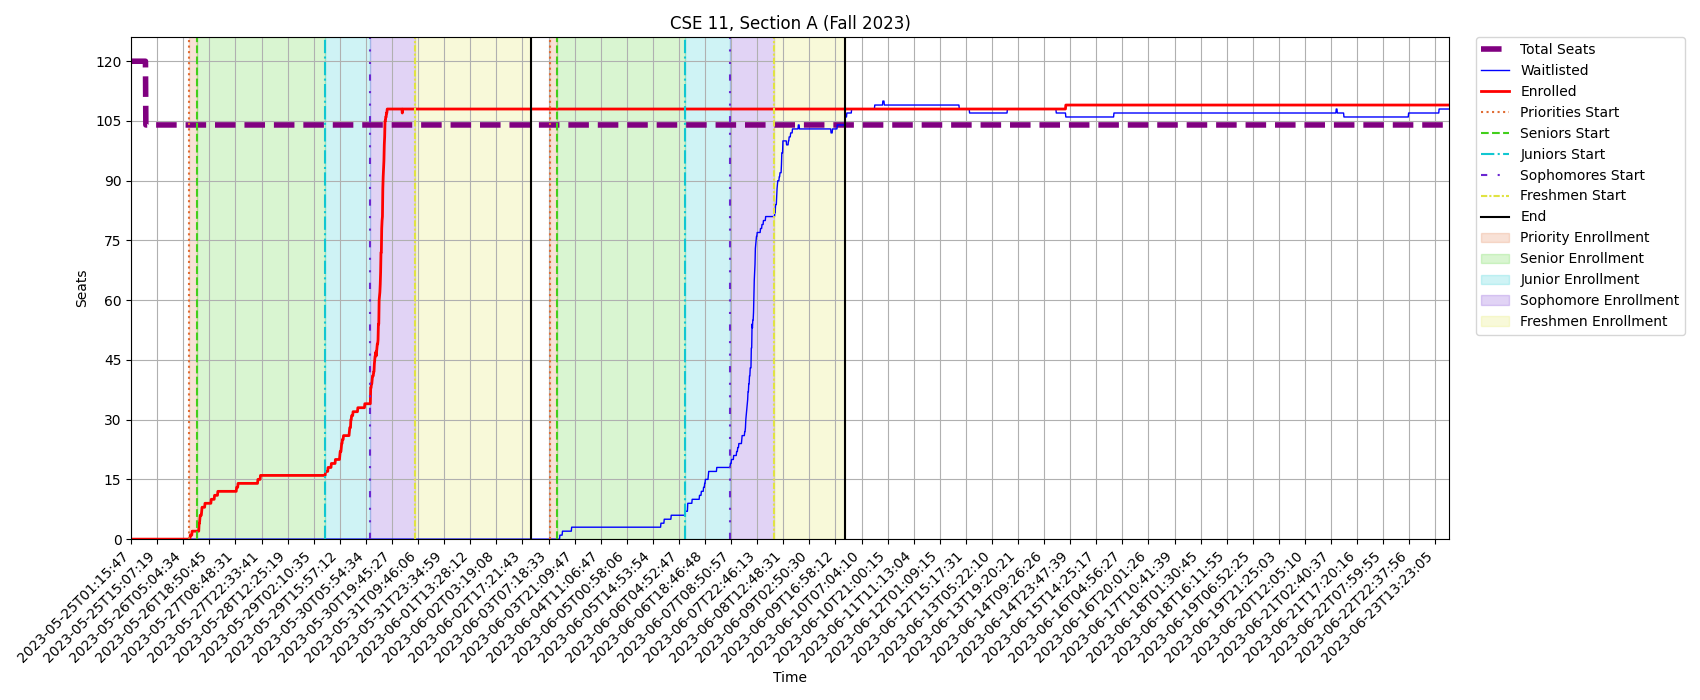 CSE 11, Section A (Fall 2023)
Seats
120
105
90
75
60
45
30
15
0
2023-05-25T01:15:47
2023-05-25T15:07:19
2023-05-26T05:04:34
2023-05-26T18:50:45
2023-05-27T08:48:31
2023-05-27T22:33:41
2023-05-28T12:25:19
2023-05-29T02:10:35
2023-05-29T15:57:12
2023-05-30T05:54:34
2023-05-30T19:45:27
2023-05-31T09:46:06
2023-05-31T23:34:59
2023-06-01T13:28:12
2023-06-02T03:19:08
2023-06-02T17:21:43
2023-06-03T07:18:33
2023-06-03T21:09:47
2023-06-04T11:06:47
2023-06-05T00:58:06
2023-06-05T14:53:54
2023-06-06T04:52:47
2023-06-06T18:46:48
2023-06-07T08:50:57
2023-06-07T22:46:13
2023-06-08T12:48:31
2023-06-09T02:50:30
2023-06-09T16:58:12
2023-06-10T07:04:10
2023-06-10T21:00:15
2023-06-11T11:13:04
2023-06-12T01:09:15
2023-06-12T15:17:31
2023-06-13T05:22:10
2023-06-13T19:20:21
2023-06-14T09:26:26
2023-06-14T23:47:39
2023-06-15T14:25:17
2023-06-16T04:56:27
2023-06-16T20:01:26
2023-06-17T10:41:39
2023-06-18T01:30:45
2023-06-18T16:11:55
2023-06-19T06:52:25
2023-06-19T21:25:03
2023-06-20T12:05:10
2023-06-21T02:40:37
2023-06-21T17:20:16
2023-06-22T07:59:55
2023-06-22T22:37:56
2023-06-23T13:23:05
Time
Total Seats
Waitlisted
Enrolled
Priorities Start
Seniors Start
Juniors Start
Sophomores Start
Freshmen Start
End
Priority Enrollment
Senior Enrollment
Junior Enrollment
Sophomore Enrollment
Freshmen Enrollment